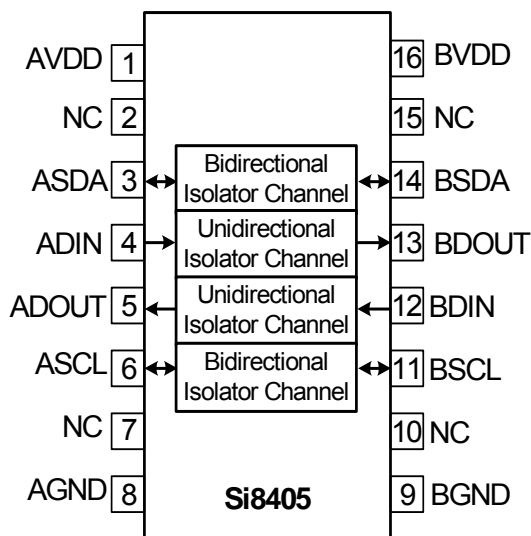 AVDD 1 16 BVDD
NC 2 15 NC
ASDA 3 Bidirectional Isolator Channel 14 BSDA
ADIN 4 Unidirectional Isolator Channel 13 BDOUT
ADOUT 5 Unidirectional Isolator Channel 12 BDIN
ASCL 6 Bidirectional Isolator Channel 11 BSCL
NC 7 10 NC
AGND 8 Si8405 9 BGND